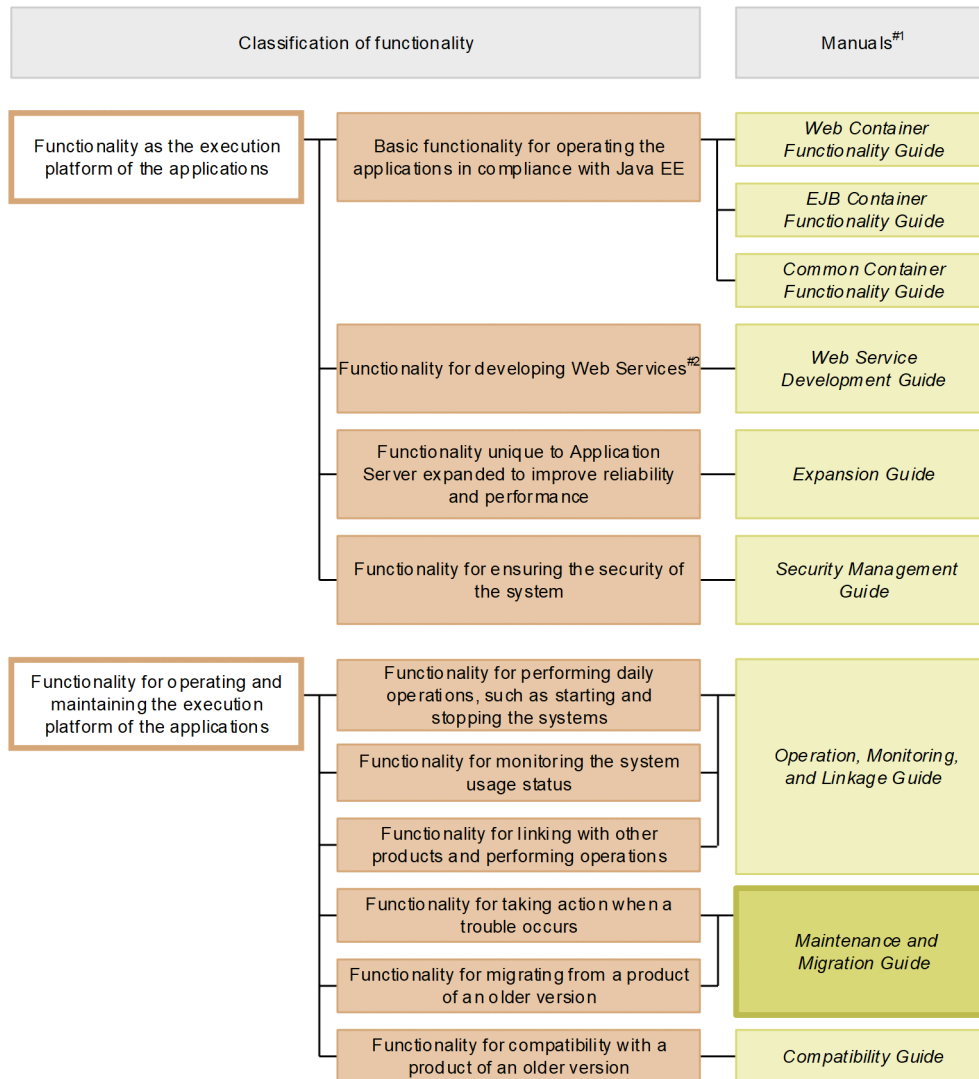 Classification of functionality
Manuals#1
Functionality as the execution
platform of the applications
Basic functionality for operating the
applications in compliance with Java EE
Web Container
Functionality Guide
EJB Container
Functionality Guide
Common Container
Functionality Guide
Functionality for developing Web Services#2
Web Service
Development Guide
Functionality unique to Application
Server expanded to improve reliability
and performance
Expansion Guide
Functionality for ensuring the security of
the system
Security Management
Guide
Functionality for operating and
maintaining the execution
platform of the applications
Functionality for performing daily
operations, such as starting and
stopping the systems
Functionality for monitoring the system
usage status
Functionality for linking with other
products and performing operations
Operation, Monitoring,
and Linkage Guide
Functionality for taking action when a
trouble occurs
Functionality for migrating from a product
of an older version
Maintenance and
Migration Guide
Functionality for compatibility with a
product of an older version
Compatibility Guide